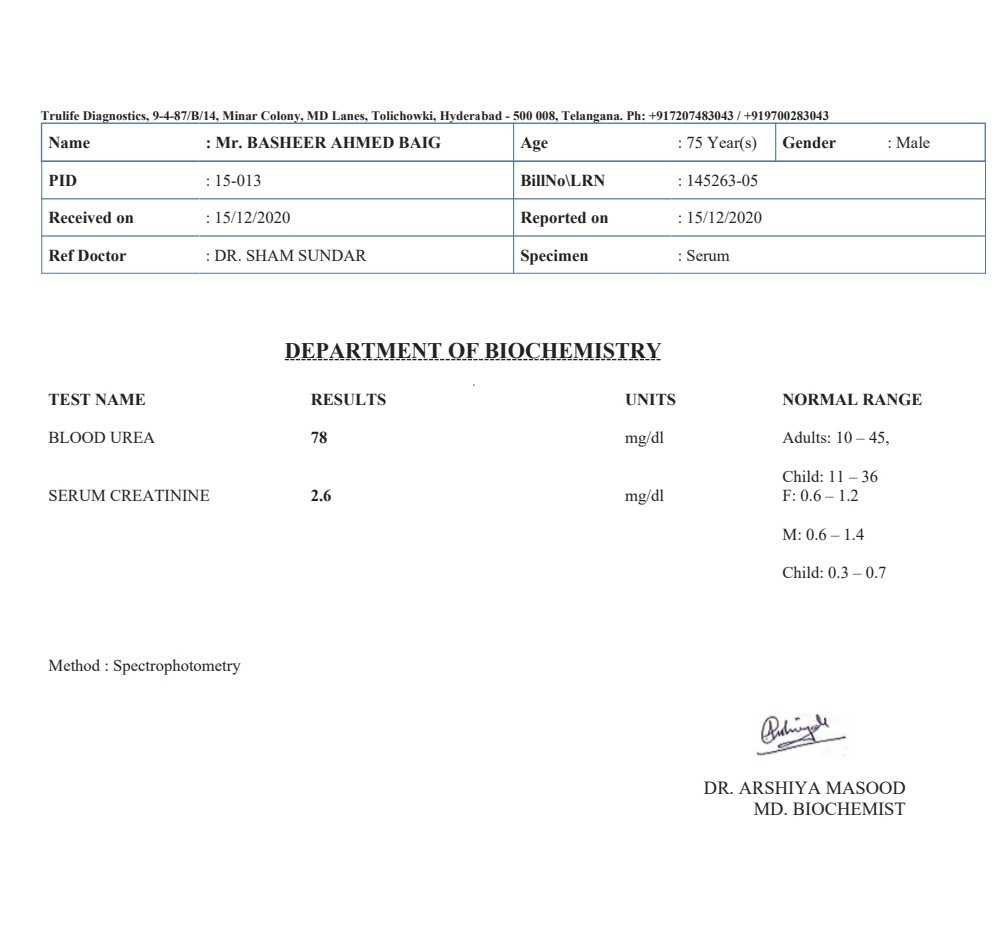 Trulife Diagnostics, 9-4-87/B/14, Minar Colony, MD Lanes, Tolichowki, Hyderabad - 500 008, Telangana. Ph: +917207483043 / +919700283043
Name : Mr. BASHEER AHMED BAIG Age : 75 Year(s) Gender : Male
PID : 15-013 BillNo\LRN : 145263-05
Received on : 15/12/2020 Reported on : 15/12/2020
Ref Doctor : DR. SHAM SUNDAR Specimen : Serum
DEPARTMENT OF BIOCHEMISTRY
TEST NAME RESULTS UNITS NORMAL RANGE
BLOOD UREA 78 mg/dl Adults: 10 – 45,
Child: 11 – 36
SERUM CREATININE 2.6 mg/dl F: 0.6 – 1.2
M: 0.6 – 1.4
Child: 0.3 – 0.7
Method : Spectrophotometry
DR. ARSHIYA MASOOD
MD. BIOCHEMIST